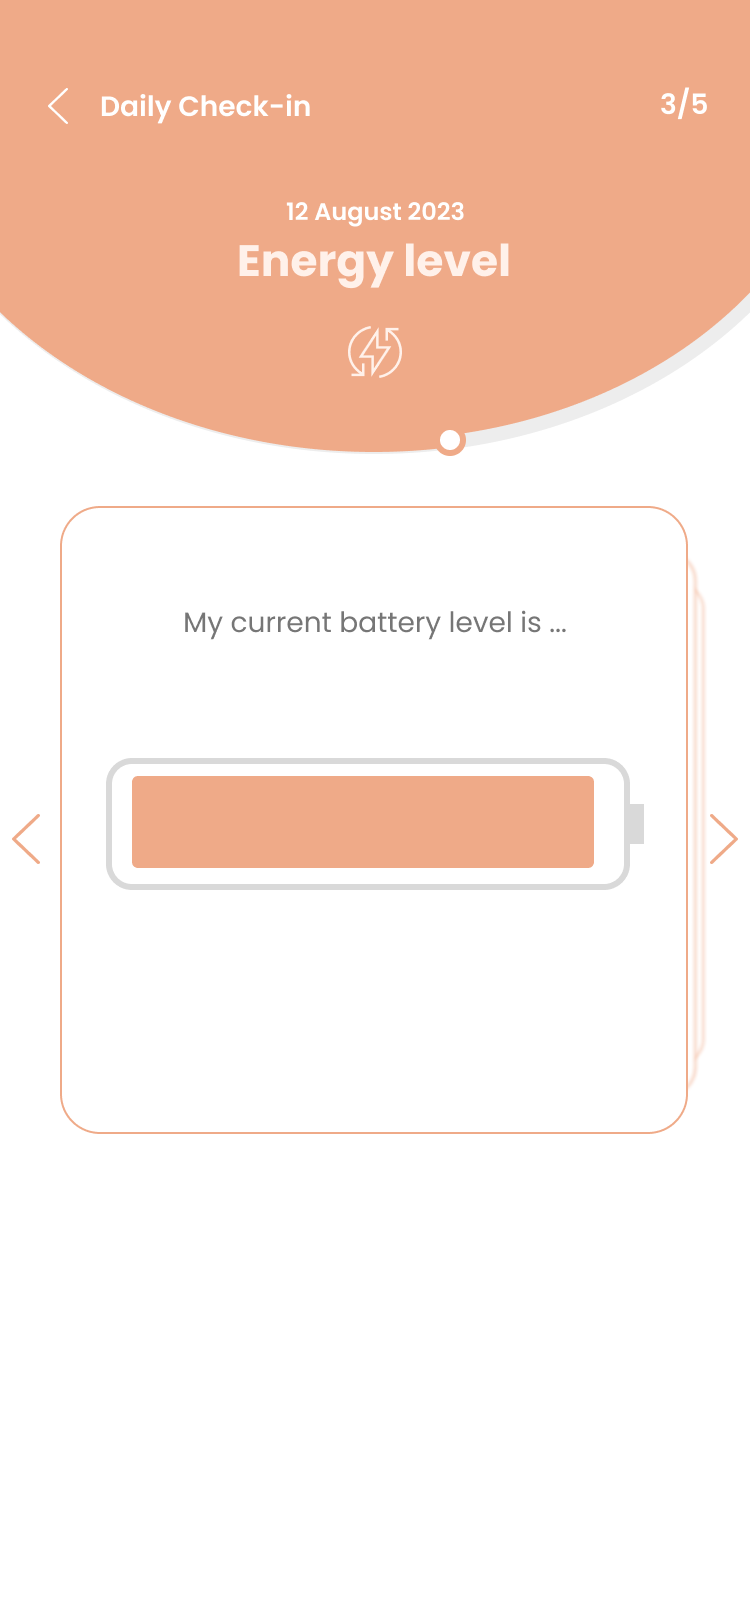 Daily Check-in
3/5
12 August 2023
Energy level
My current battery level is ...